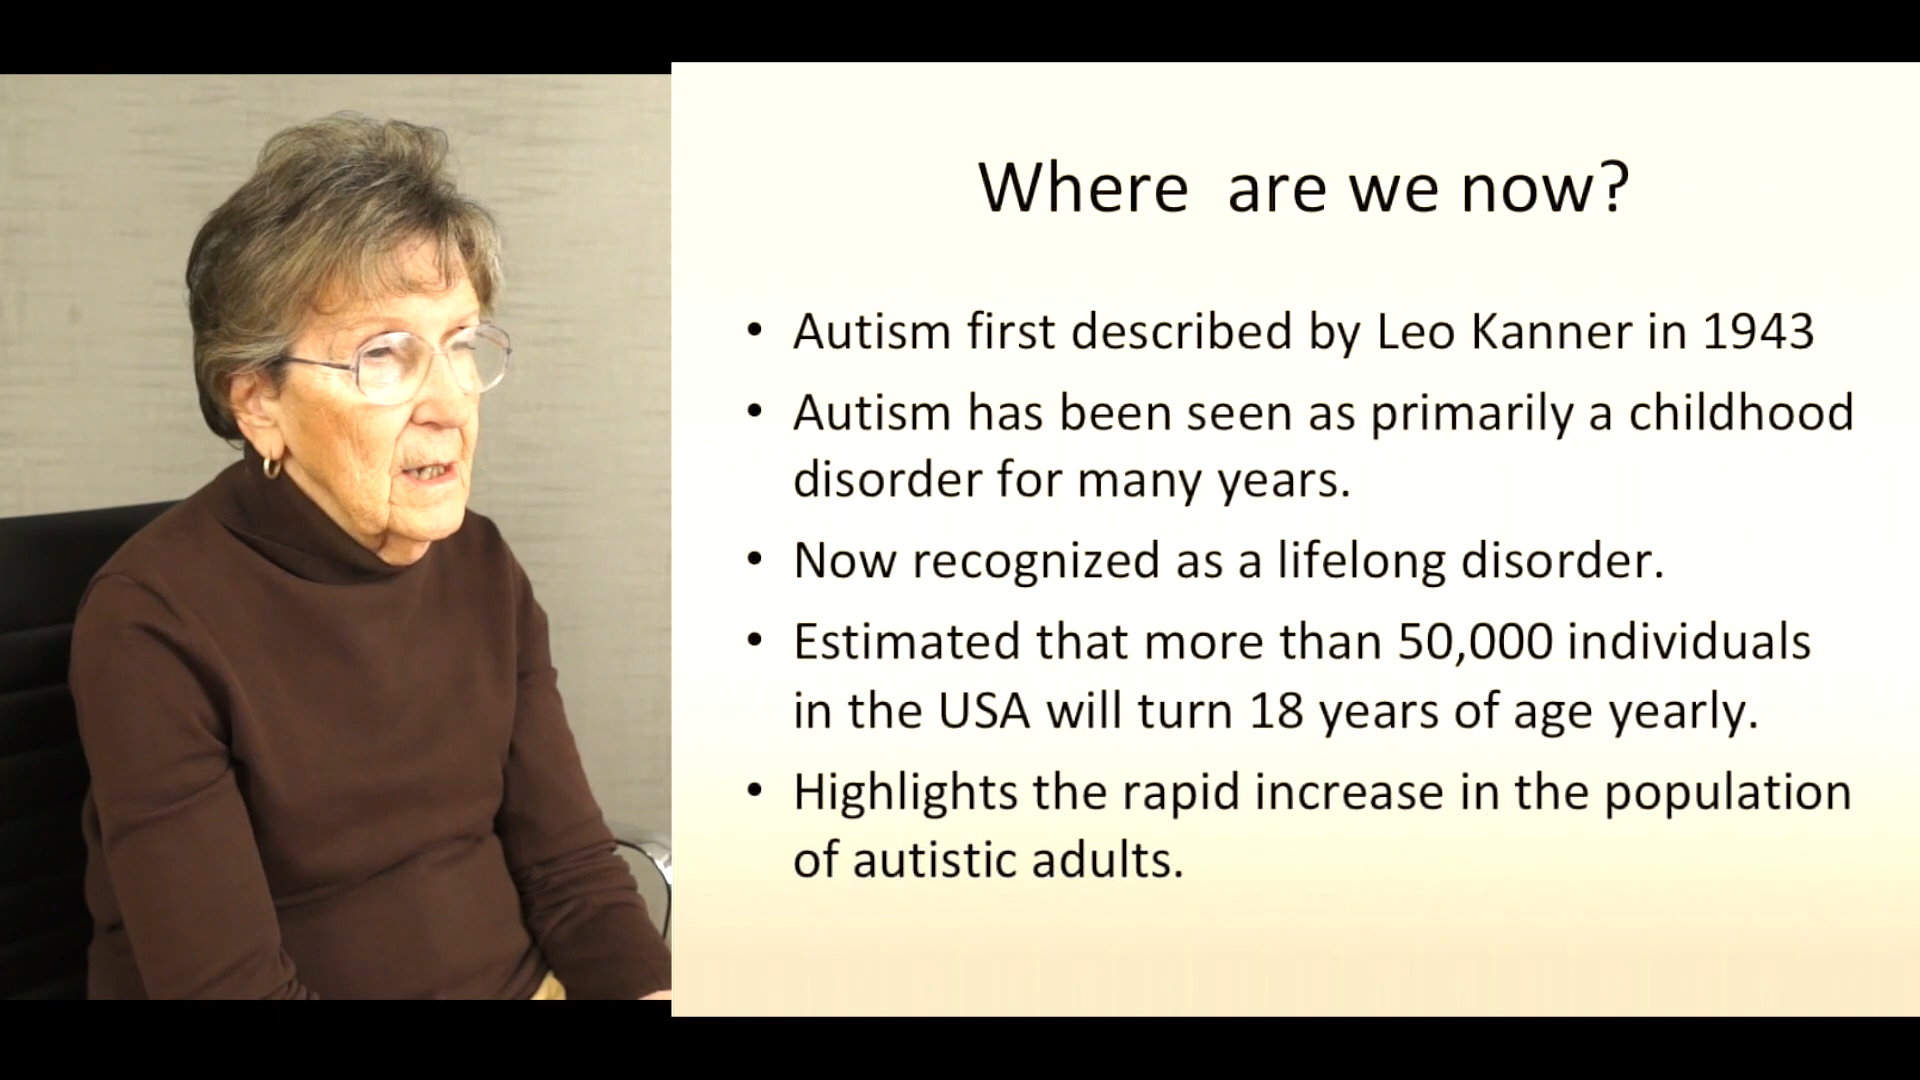 Where  are we now?
• Autism first described by Leo Kanner in 1943
• Autism has been seen as primarily a childhood
disorder for many years.
• Now recognized as a lifelong disorder.
• Estimated that more than 50,000 individuals
in the USA will turn 18 years of age yearly.
• Highlights the rapid increase in the population
of autistic adults.